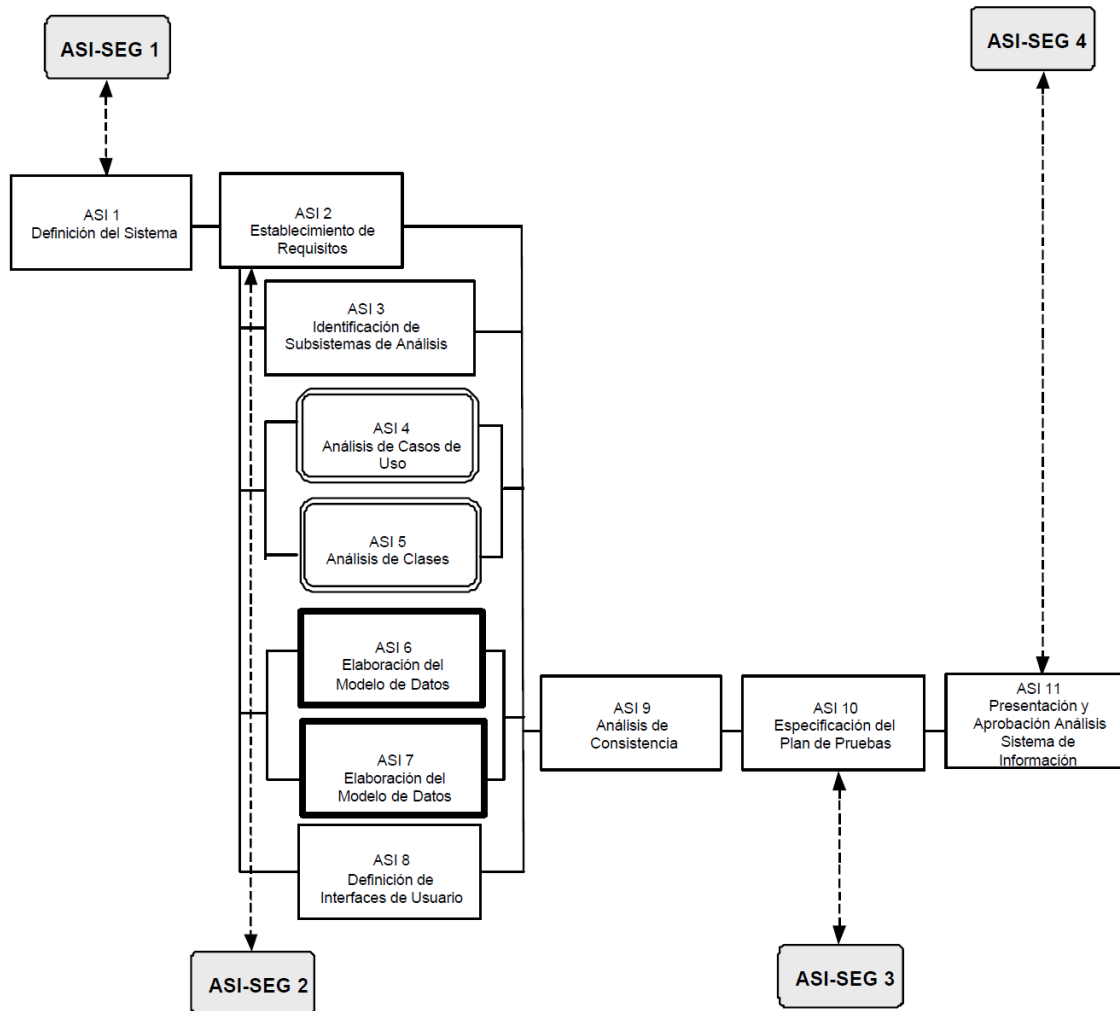 ASI-SEG 1
ASI-SEG 4
ASI 1
Definición del Sistema
ASI 2
Establecimiento de
Requisitos
ASI 3
Identificación de
Subsistemas de Análisis
ASI 4
Análisis de Casos de
Uso
ASI 5
Análisis de Clases
ASI 6
Elaboración del
Modelo de Datos
ASI 7
Elaboración del
Modelo de Datos
ASI 8
Definición de
Interfaces de Usuario
ASI 9
Análisis de
Consistencia
ASI 10
Especificación del
Plan de Pruebas
ASI 11
Presentación y
Aprobación Análisis
Sistema de
Información
ASI-SEG 2
ASI-SEG 3